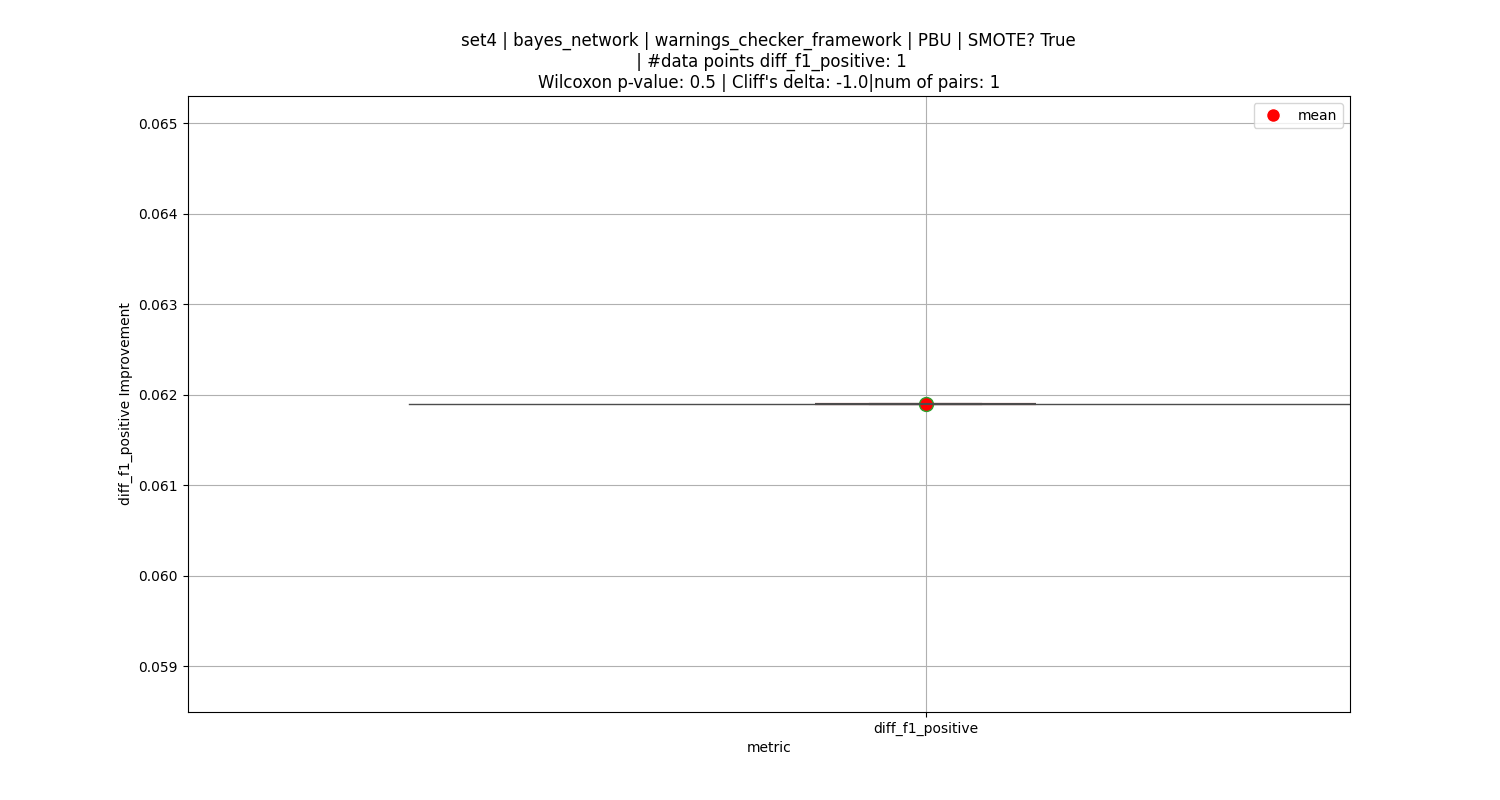 set4 | bayes_network | warnings_checker_framework | PBU | SMOTE? True
| #data points diff_f1_positive: 1
Wilcoxon p-value: 0.5 | Cliff's delta: -1.0|num of pairs: 1
mean
0.065
0.064
0.063
0.062
0.061
0.060
0.059
diff_f1_positive Improvement
diff_f1_positive
metric